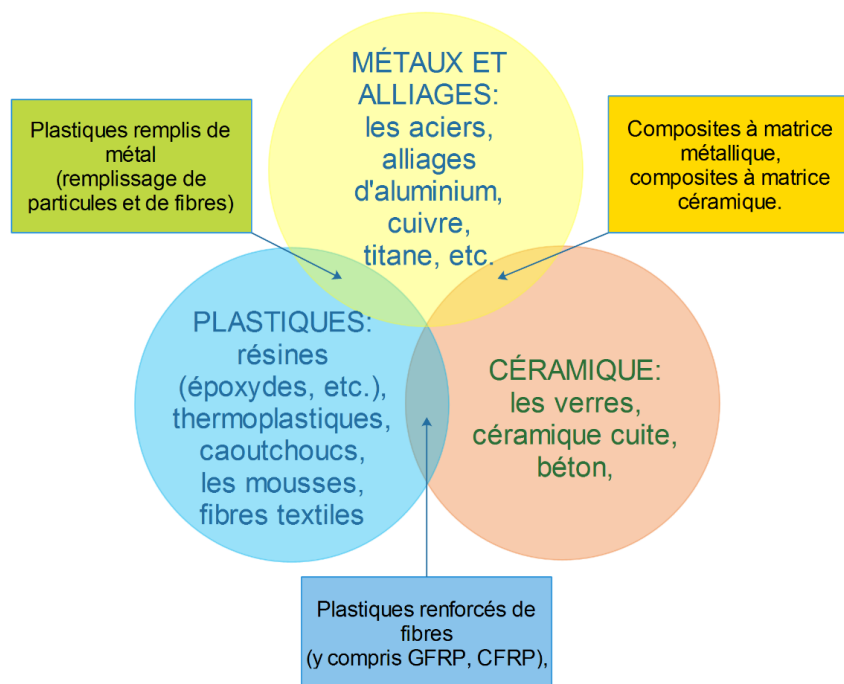 MÉTAUX ET
ALLIAGES:
les aciers,
alliages
d'aluminium,
cuivre,
titane, etc.
Plastiques remplis de
métal
(remplissage de
particules et de fibres)
Composites à matrice
métallique,
composites à matrice
céramique.
PLASTIQUES:
résines
(époxydes, etc.),
thermoplastiques,
caoutchoucs,
les mousses,
fibres textiles
CÉRAMIQUE:
les verres,
céramique cuite,
béton,
Plastiques renforcés de
fibres
(y compris GFRP, CFRP),